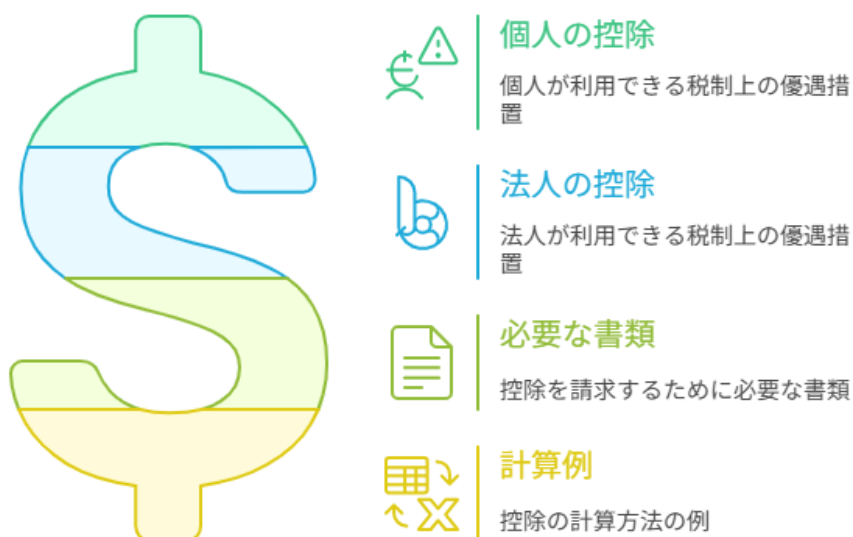 個人の控除
個人が利用できる税制上の優遇措
置
法人の控除
法人が利用できる税制上の優遇措
置
必要な書類
控除を請求するために必要な書類
計算例
控除の計算方法の例